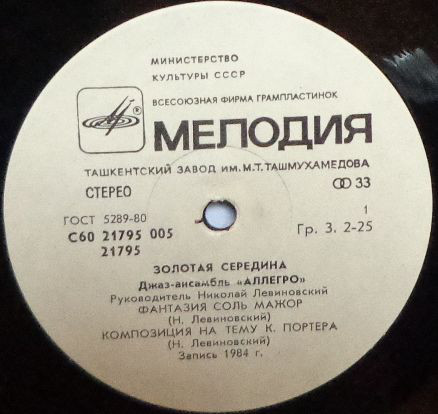 МИНИСТЕРСТВО
КУЛЬТУРЫ СССР
ВСЕСОЮЗНАЯ ФИРМА ГРАМПЛАСТИНОК
МЕЛОДИЯ
ТАШКЕНТСКИЙ ЗАВОД ИМ. М.Т. ТАШМУХАМЕДОВА
СТЕРЕО 33
ГОСТ 5289-80 1
С60 21795 005 Гр. 3. 2-25
21795
ЗОЛОТАЯ СЕРЕДИНА
Джаз-ансамбль «АЛЛЕГРО»
Руководитель Николай Левиновский
ФАНТАЗИЯ СОЛЬ МАЖОР
(Н. Левиновский)
КОМПОЗИЦИЯ НА ТЕМУ К. ПОРТЕРА
(Н. Левиновский)
Запись 1984 г.